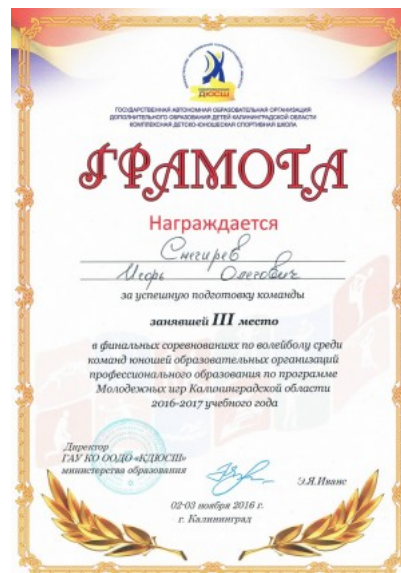 ДЮСШ
ГОСУДАРСТВЕННАЯ АВТОНОМНАЯ ОБРАЗОВАТЕЛЬНАЯ ОРГАНИЗАЦИЯ
ДОПОЛНИТЕЛЬНОГО ОБРАЗОВАНИЯ ДЕТЕЙ КАЛИНИНГРАДСКОЙ ОБЛАСТИ
КОМПЛЕКСНАЯ ДЕТСКО-ЮНОШЕСКАЯ СПОРТИВНАЯ ШКОЛА
ГРАМОТА
Награждается
Снегирев
Игорь Олегович
за успешную подготовку команды
занявшей III место
в финальных соревнованиях по волейболу среди
команд юношей образовательных организаций
профессионального образования по программе
Молодежных игр Калининградской области
2016-2017 учебного года
Директор
ГАУ КО ООДО «КДЮСШ»
министерства образования
Э.Я.Иванс
02-03 ноября 2016 г.
г. Калининград